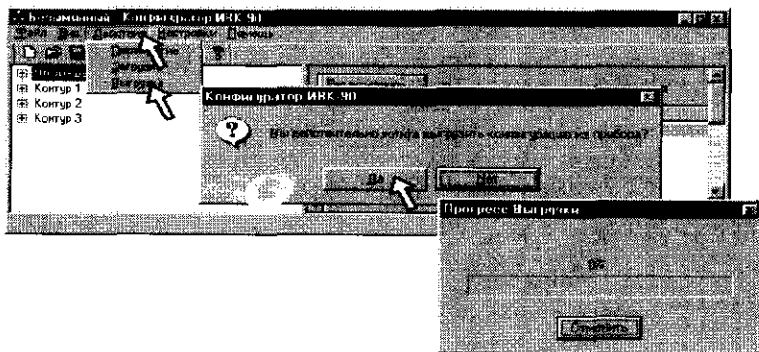 Безымянный - Конфигуратор ИВК-90
Файл Вид Действия Настройки Помощь
?
Выгрузка
Контур 1
Контур 2
Контур 3
Конфигуратор ИВК-90
?
Вы действительно хотите выгрузить конфигурацию из прибора?
Да
Нет
Прогресс Выгрузки
0%
Отменить